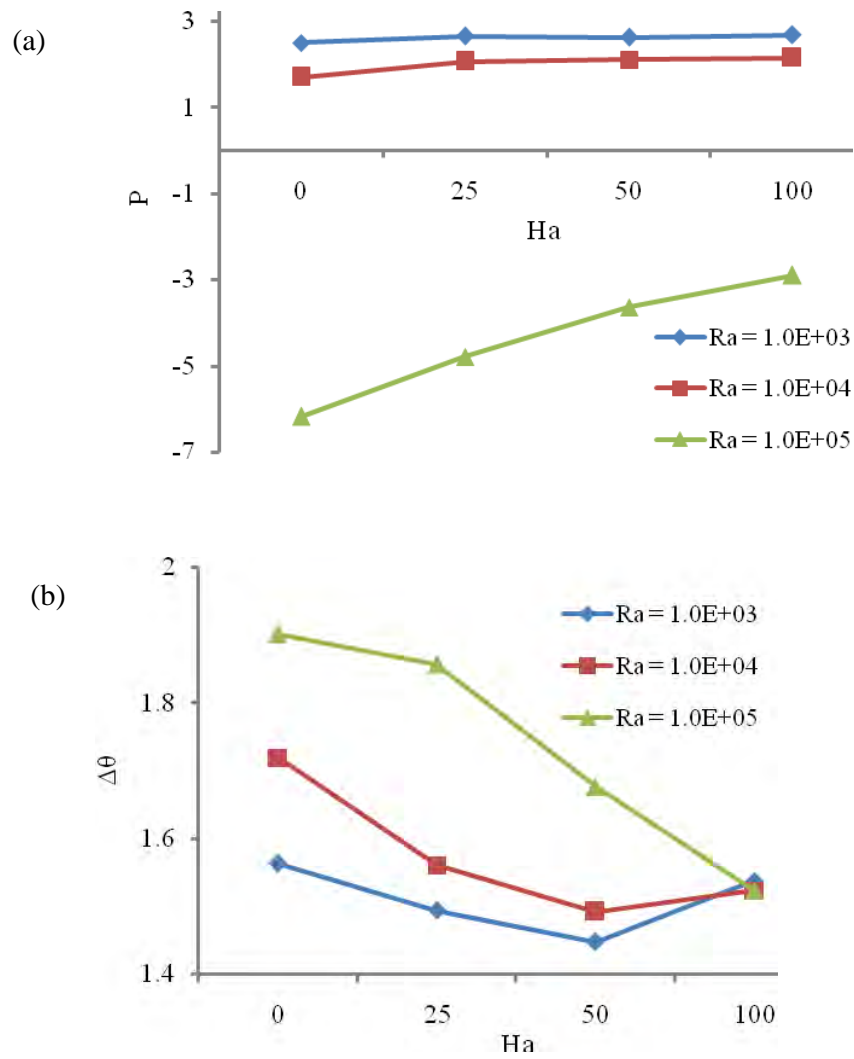 (a)
3
1
-1
-3
-5
-7
P
0 25 50 100
Ha
Ra = 1.0E+03
Ra = 1.0E+04
Ra = 1.0E+05
(b)
2
1.8
1.6
1.4
Δθ
Ra = 1.0E+03
Ra = 1.0E+04
Ra = 1.0E+05
0 25 50 100
Ha